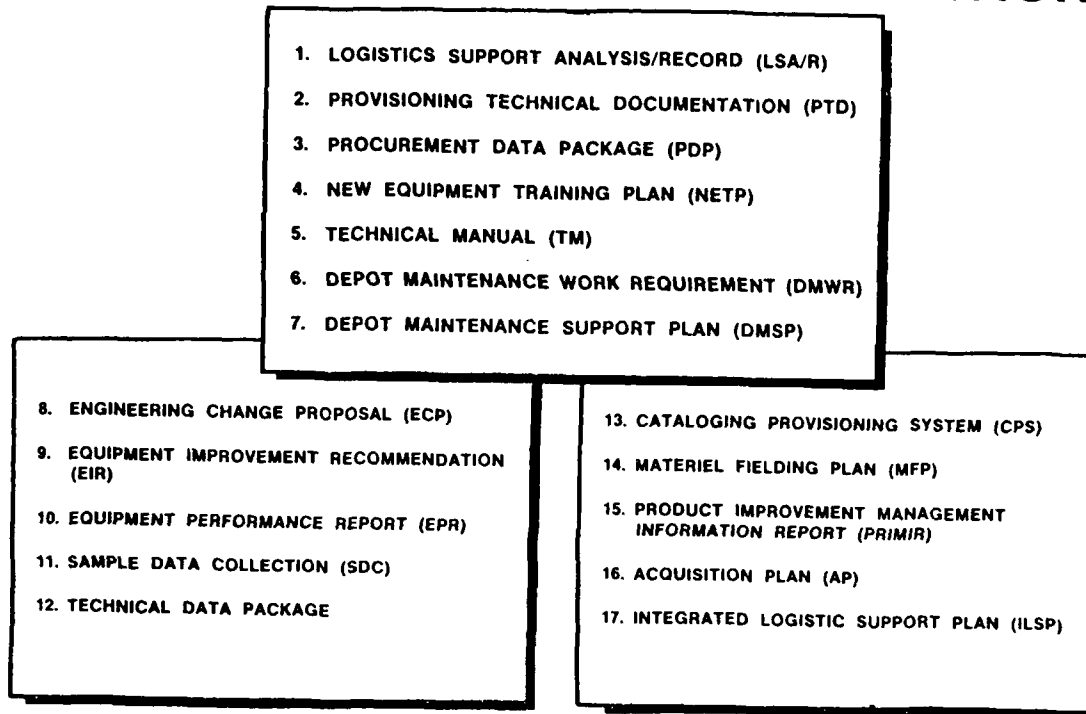 1. LOGISTICS SUPPORT ANALYSIS/RECORD (LSA/R)
2. PROVISIONING TECHNICAL DOCUMENTATION (PTD)
3. PROCUREMENT DATA PACKAGE (PDP)
4. NEW EQUIPMENT TRAINING PLAN (NETP)
5. TECHNICAL MANUAL (TM)
6. DEPOT MAINTENANCE WORK REQUIREMENT (DMWR)
7. DEPOT MAINTENANCE SUPPORT PLAN (DMSP)
8. ENGINEERING CHANGE PROPOSAL (ECP)
9. EQUIPMENT IMPROVEMENT RECOMMENDATION
(EIR)
10. EQUIPMENT PERFORMANCE REPORT (EPR)
11. SAMPLE DATA COLLECTION (SDC)
12. TECHNICAL DATA PACKAGE
13. CATALOGING PROVISIONING SYSTEM (CPS)
14. MATERIEL FIELDING PLAN (MFP)
15. PRODUCT IMPROVEMENT MANAGEMENT
INFORMATION REPORT (PRIMIR)
16. ACQUISITION PLAN (AP)
17. INTEGRATED LOGISTIC SUPPORT PLAN (ILSP)